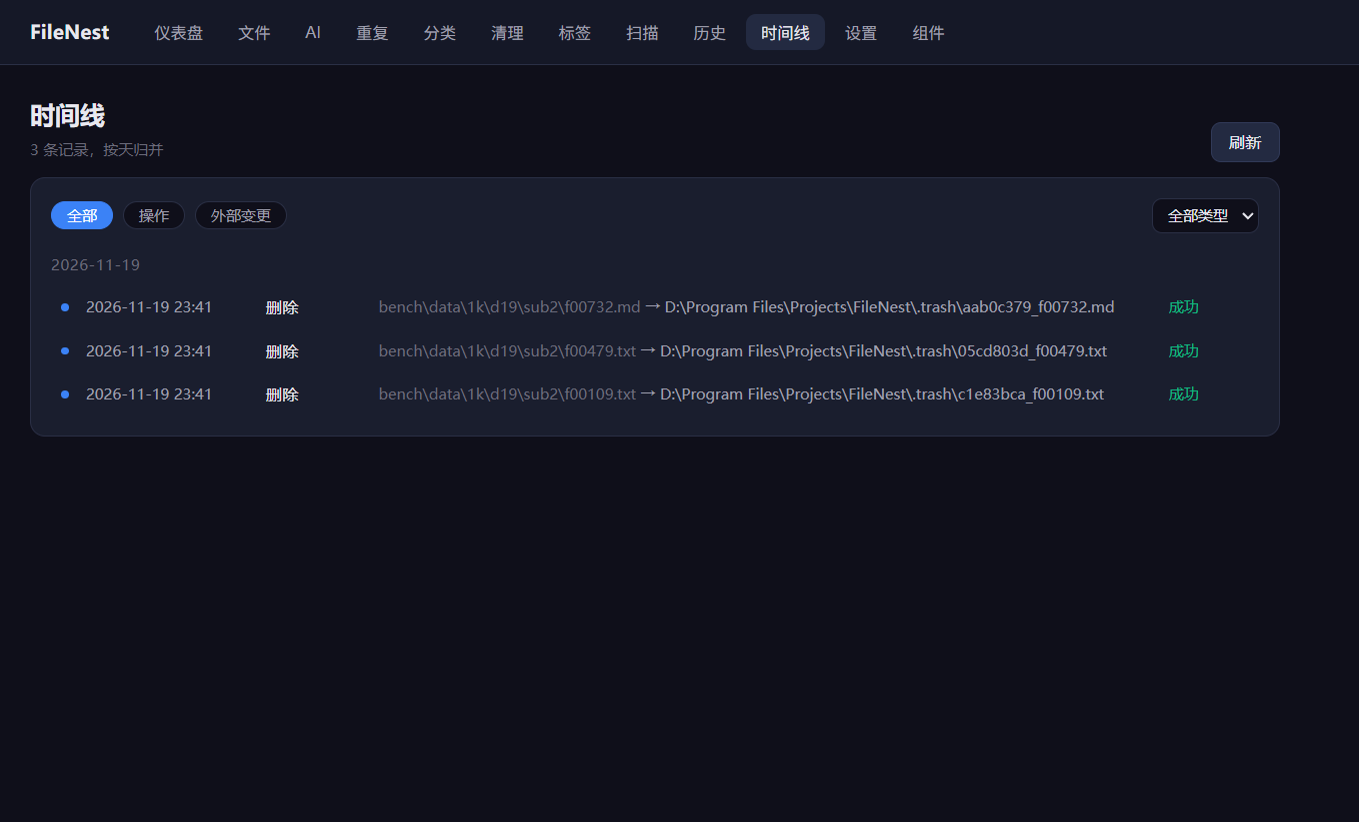 FileNest 仪表盘 文件 AI 重复 分类 清理 标签 扫描 历史 时间线 设置 组件
时间线
3 条记录，按天归并
刷新
全部 操作 外部变更 全部类型
2026-11-19
2026-11-19 23:41 删除 bench\data\1k\d19\sub2\f00732.md → D:\Program Files\Projects\FileNest\.trash\aab0c379_f00732.md 成功
2026-11-19 23:41 删除 bench\data\1k\d19\sub2\f00479.txt → D:\Program Files\Projects\FileNest\.trash\05cd803d_f00479.txt 成功
2026-11-19 23:41 删除 bench\data\1k\d19\sub2\f00109.txt → D:\Program Files\Projects\FileNest\.trash\c1e83bca_f00109.txt 成功